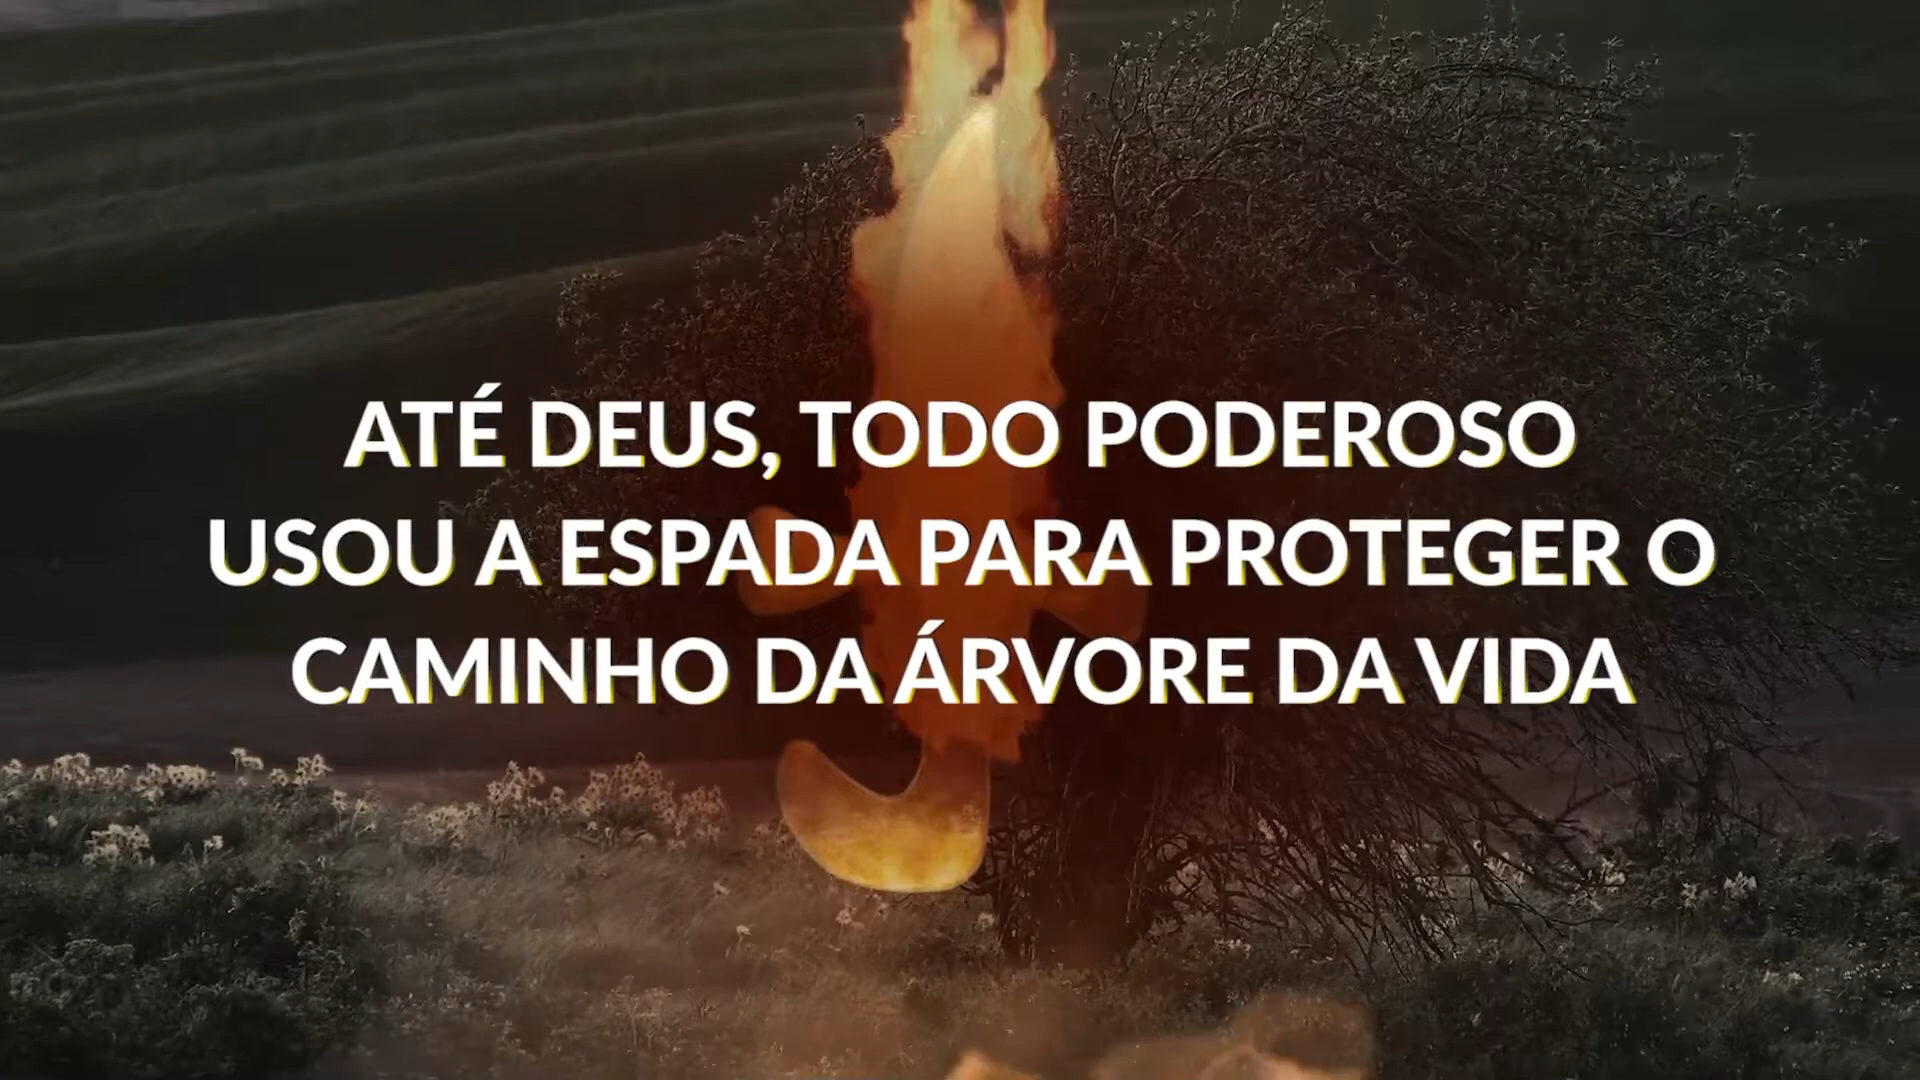 ATÉ DEUS, TODO PODEROSO
USOU A ESPADA PARA PROTEGER O
CAMINHO DA ÁRVORE DA VIDA